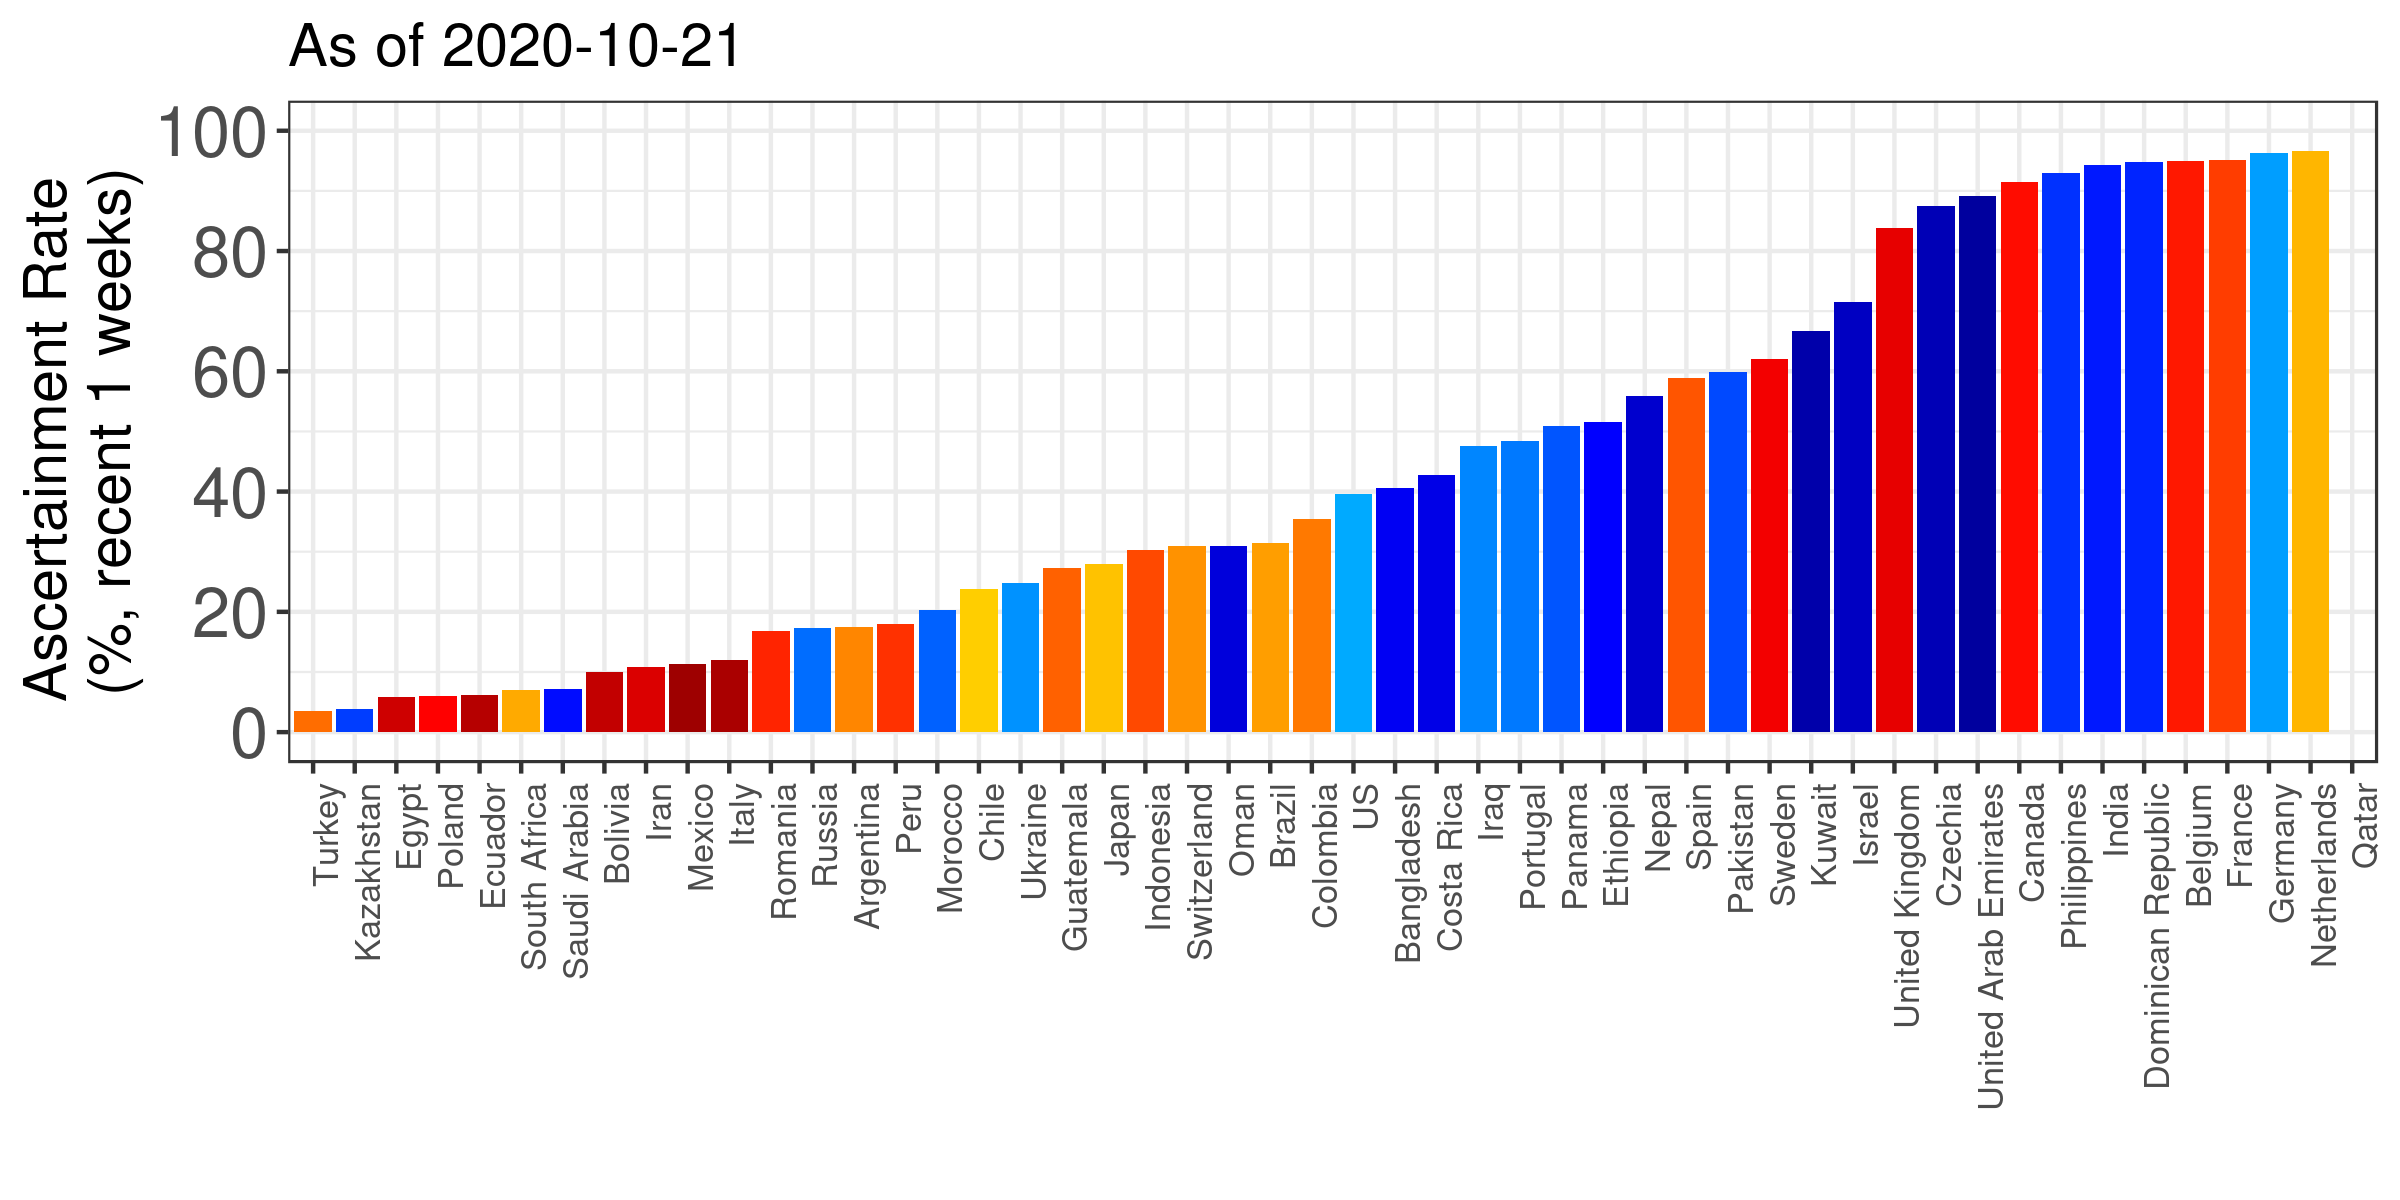 As of 2020-10-21
Ascertainment Rate
(%, recent 1 weeks)
100
80
60
40
20
0
Turkey
Kazakhstan
Egypt
Poland
Ecuador
South Africa
Saudi Arabia
Bolivia
Iran
Mexico
Italy
Romania
Russia
Argentina
Peru
Morocco
Chile
Ukraine
Guatemala
Japan
Indonesia
Switzerland
Oman
Brazil
Colombia
US
Bangladesh
Costa Rica
Iraq
Portugal
Panama
Ethiopia
Nepal
Spain
Pakistan
Sweden
Kuwait
Israel
United Kingdom
Czechia
United Arab Emirates
Canada
Philippines
India
Dominican Republic
Belgium
France
Germany
Netherlands
Qatar